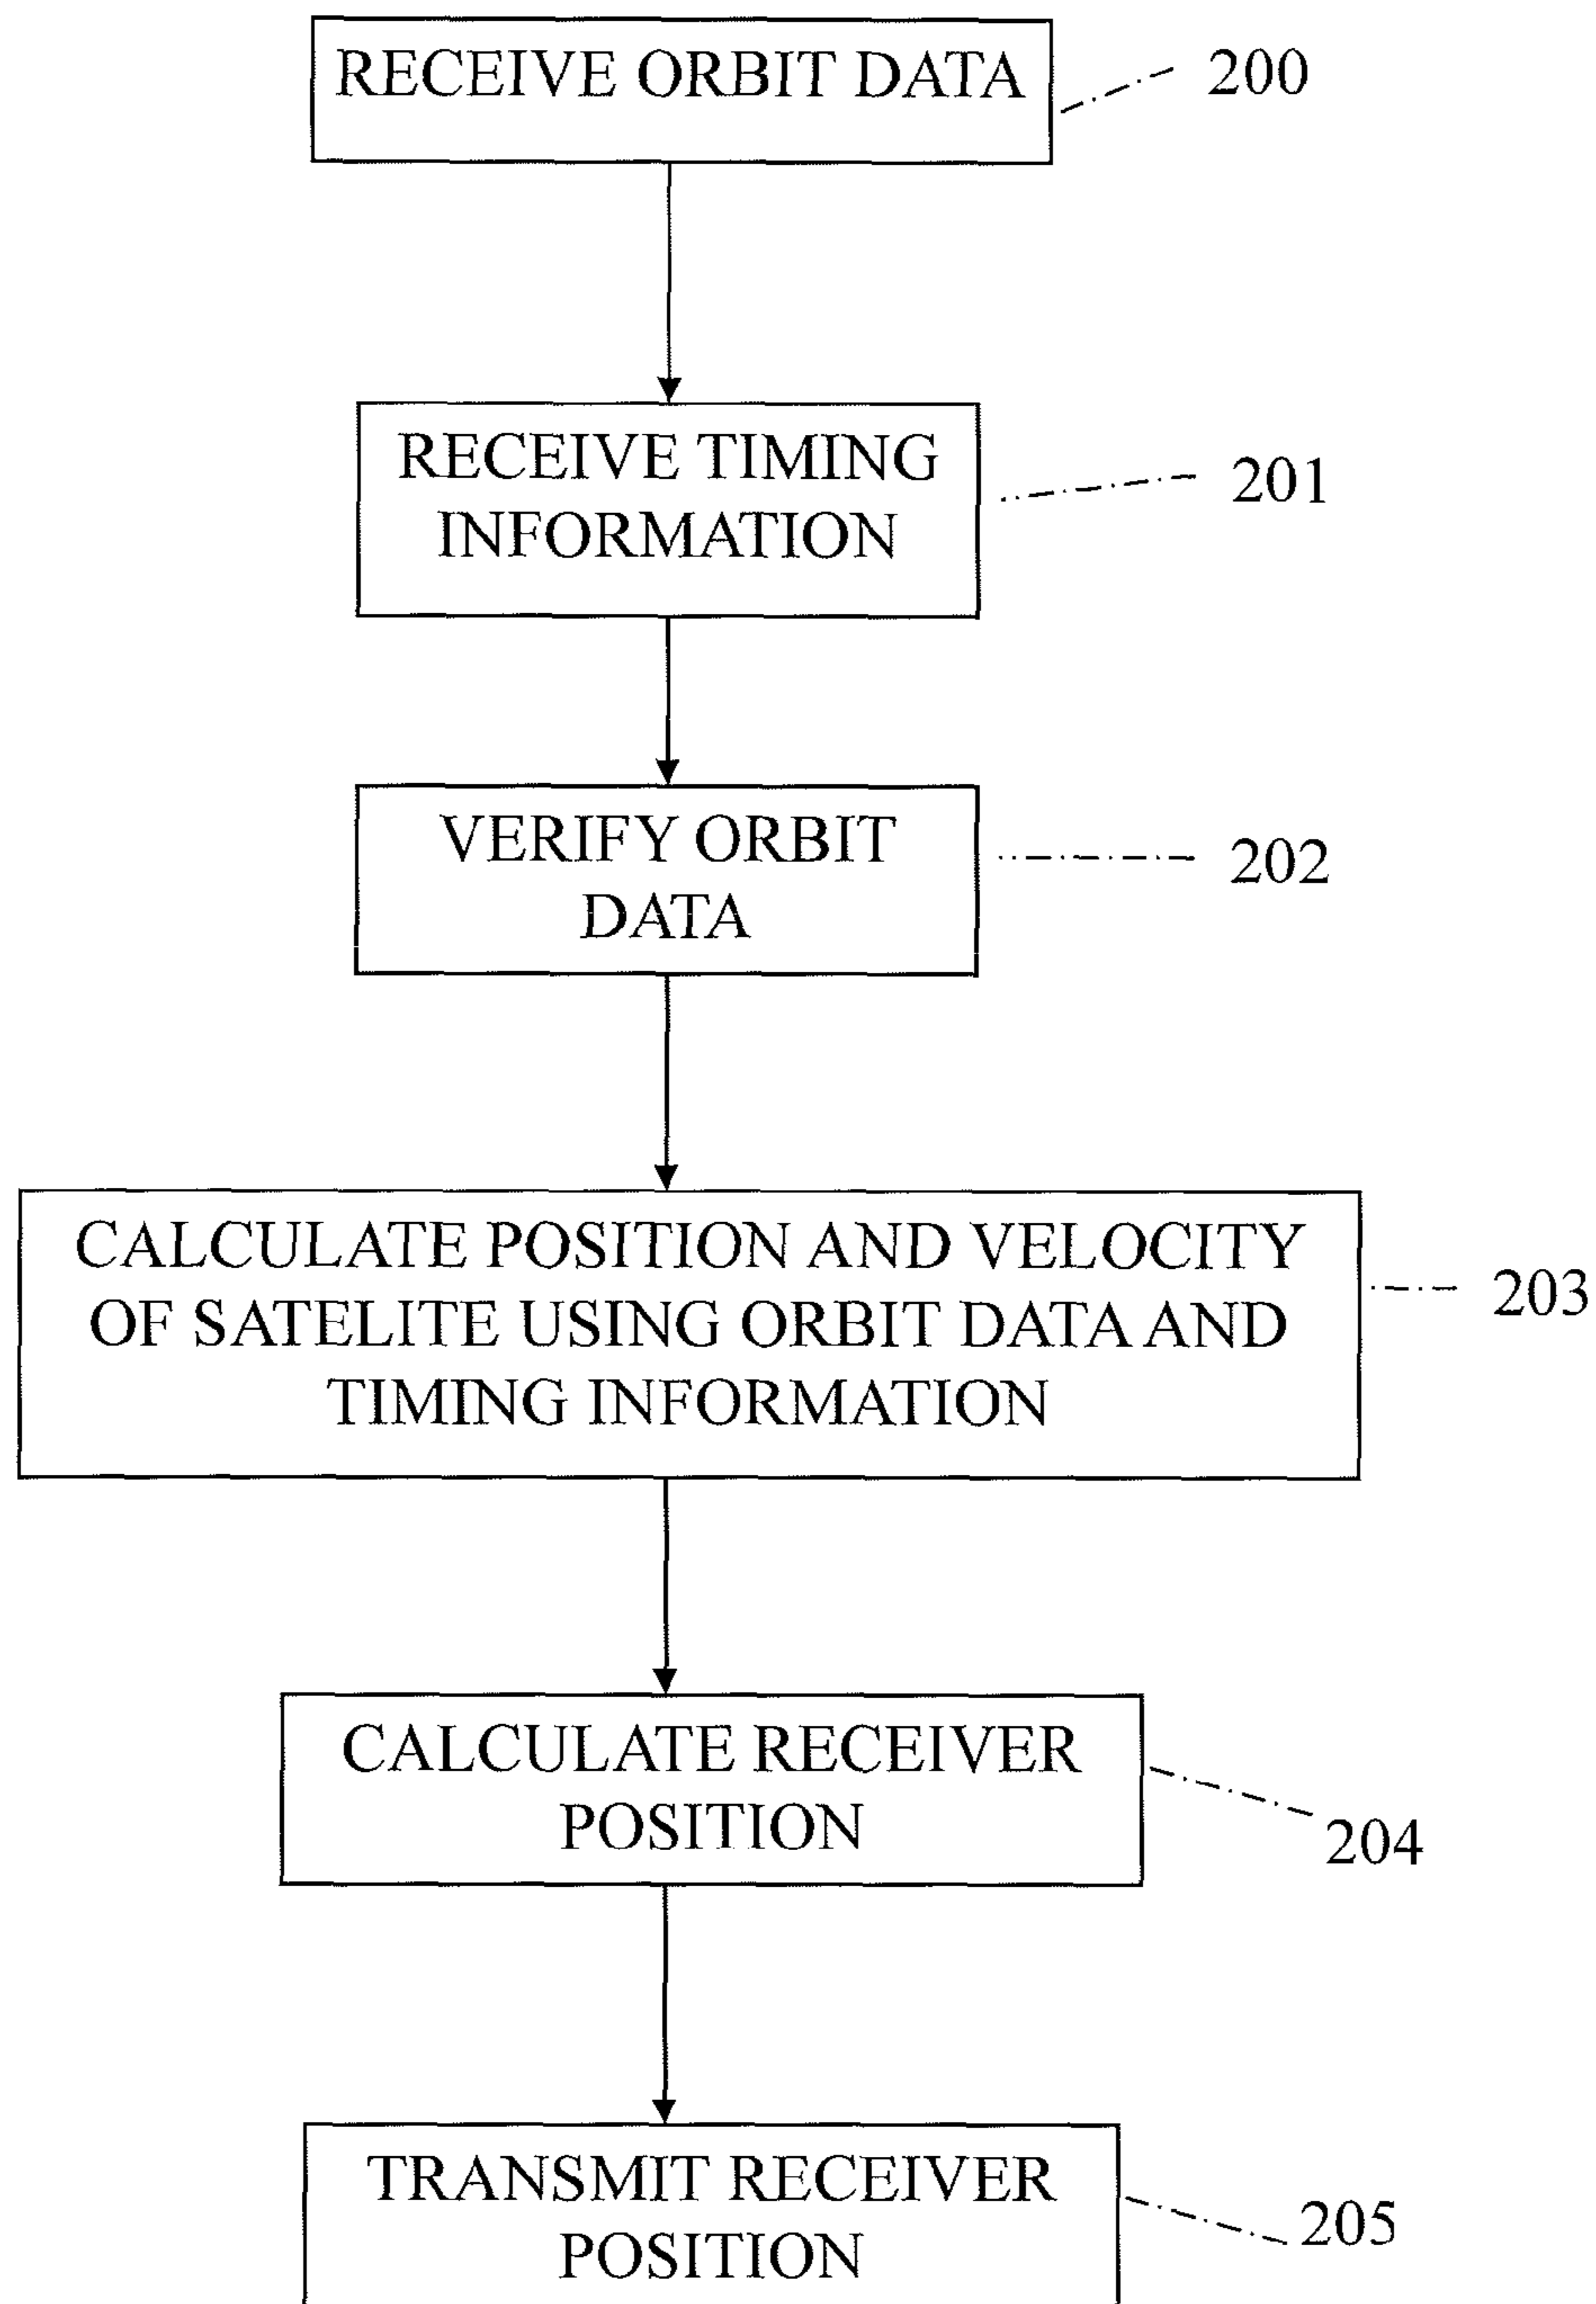 RECEIVE ORBIT DATA
200
RECEIVE TIMING
INFORMATION
201
VERIFY ORBIT
DATA
202
CALCULATE POSITION AND VELOCITY
OF SATELITE USING ORBIT DATA AND
TIMING INFORMATION
203
CALCULATE RECEIVER
POSITION
204
TRANSMIT RECEIVER
POSITION
205